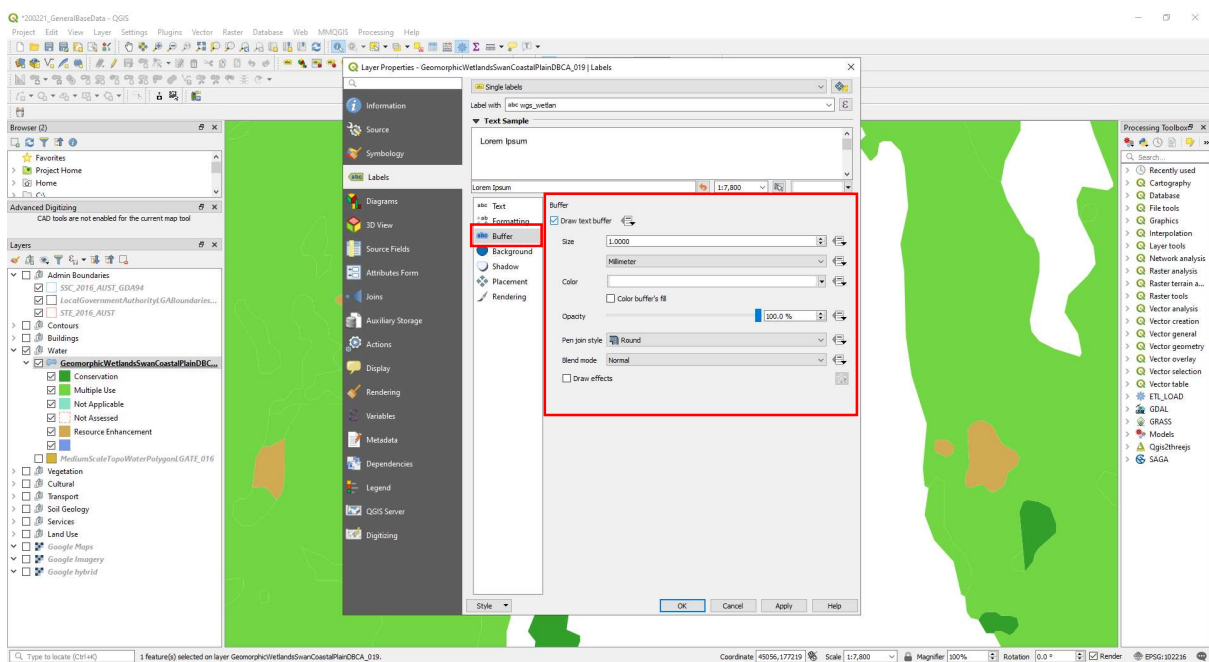 *200221_GeneralBaseData - QGIS
Project Edit View Layer Settings Plugins Vector Raster Database Web MMQGIS Processing Help
Browser (2)
Favorites
Project Home
Home
C:\
Advanced Digitizing
CAD tools are not enabled for the current map tool
Layers
Admin Boundaries
SSC_2016_AUST_GDA94
LocalGovernmentAuthorityLGABoundaries...
STE_2016_AUST
Contours
Buildings
Water
GeomorphicWetlandsSwanCoastalPlainDBC...
Conservation
Multiple Use
Not Applicable
Not Assessed
Resource Enhancement
MediumScaleTopoWaterPolygonLGATE_016
Vegetation
Cultural
Transport
Soil Geology
Services
Land Use
Google Maps
Google Imagery
Google hybrid
Layer Properties - GeomorphicWetlandsSwanCoastalPlainDBCA_019 | Labels
Information
Source
Symbology
Labels
Diagrams
3D View
Source Fields
Attributes Form
Joins
Auxiliary Storage
Actions
Display
Rendering
Variables
Metadata
Dependencies
Legend
QGIS Server
Digitizing
Single labels
Label with abc wgs_wetlan
Text Sample
Lorem Ipsum
Lorem Ipsum 1:7,800
Text
Formatting
Buffer
Background
Shadow
Placement
Rendering
Buffer
Draw text buffer
Size 1.0000
Millimeter
Color
Color buffer's fill
Opacity 100.0 %
Pen join style Round
Blend mode Normal
Draw effects
Style OK Cancel Apply Help
Processing Toolbox
Search...
Recently used
Cartography
Database
File tools
Graphics
Interpolation
Layer tools
Network analysis
Raster analysis
Raster terrain a...
Raster tools
Vector analysis
Vector creation
Vector general
Vector geometry
Vector overlay
Vector selection
Vector table
ETL_LOAD
GDAL
GRASS
Models
Qgis2threejs
SAGA
Type to locate (Ctrl+K) 1 feature(s) selected on layer GeomorphicWetlandsSwanCoastalPlainDBCA_019. Coordinate 45056,177219 Scale 1:7,800 Magnifier 100% Rotation 0.0 ° Render EPSG:102216